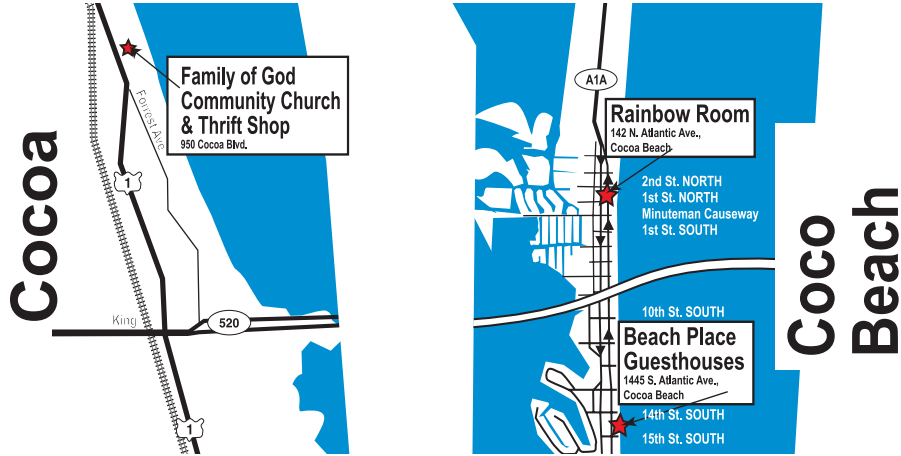 Cocoa
Family of God
Community Church
& Thrift Shop
950 Cocoa Blvd.
Forrest Ave
1
King
520
1
A1A
Rainbow Room
142 N. Atlantic Ave.,
Cocoa Beach
2nd St. NORTH
1st St. NORTH
Minuteman Causeway
1st St. SOUTH
10th St. SOUTH
Beach Place
Guesthouses
1445 S. Atlantic Ave.,
Cocoa Beach
14th St. SOUTH
15th St. SOUTH
Coco
Beach